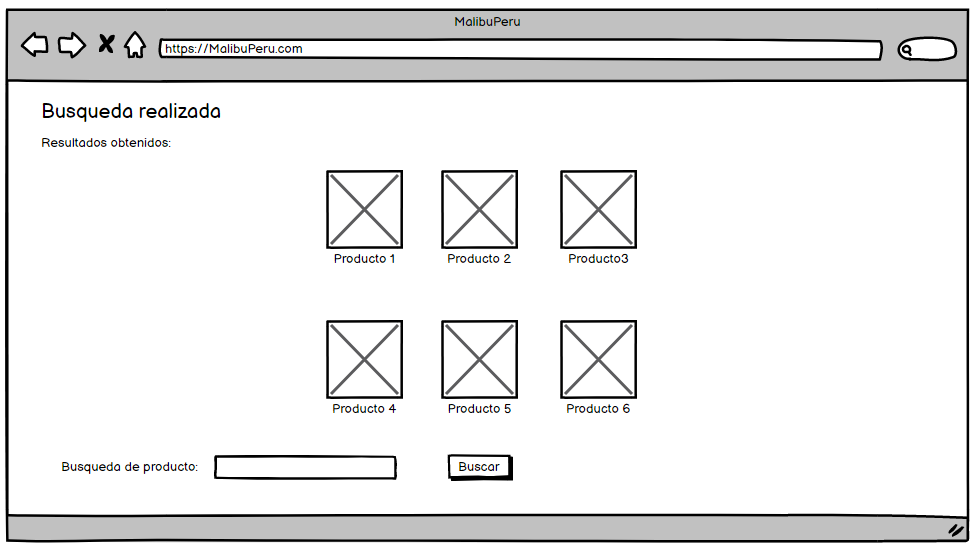 MalibuPeru
https://MalibuPeru.com
Busqueda realizada
Resultados obtenidos:
Producto 1
Producto 2
Producto3
Producto 4
Producto 5
Producto 6
Busqueda de producto:
Buscar